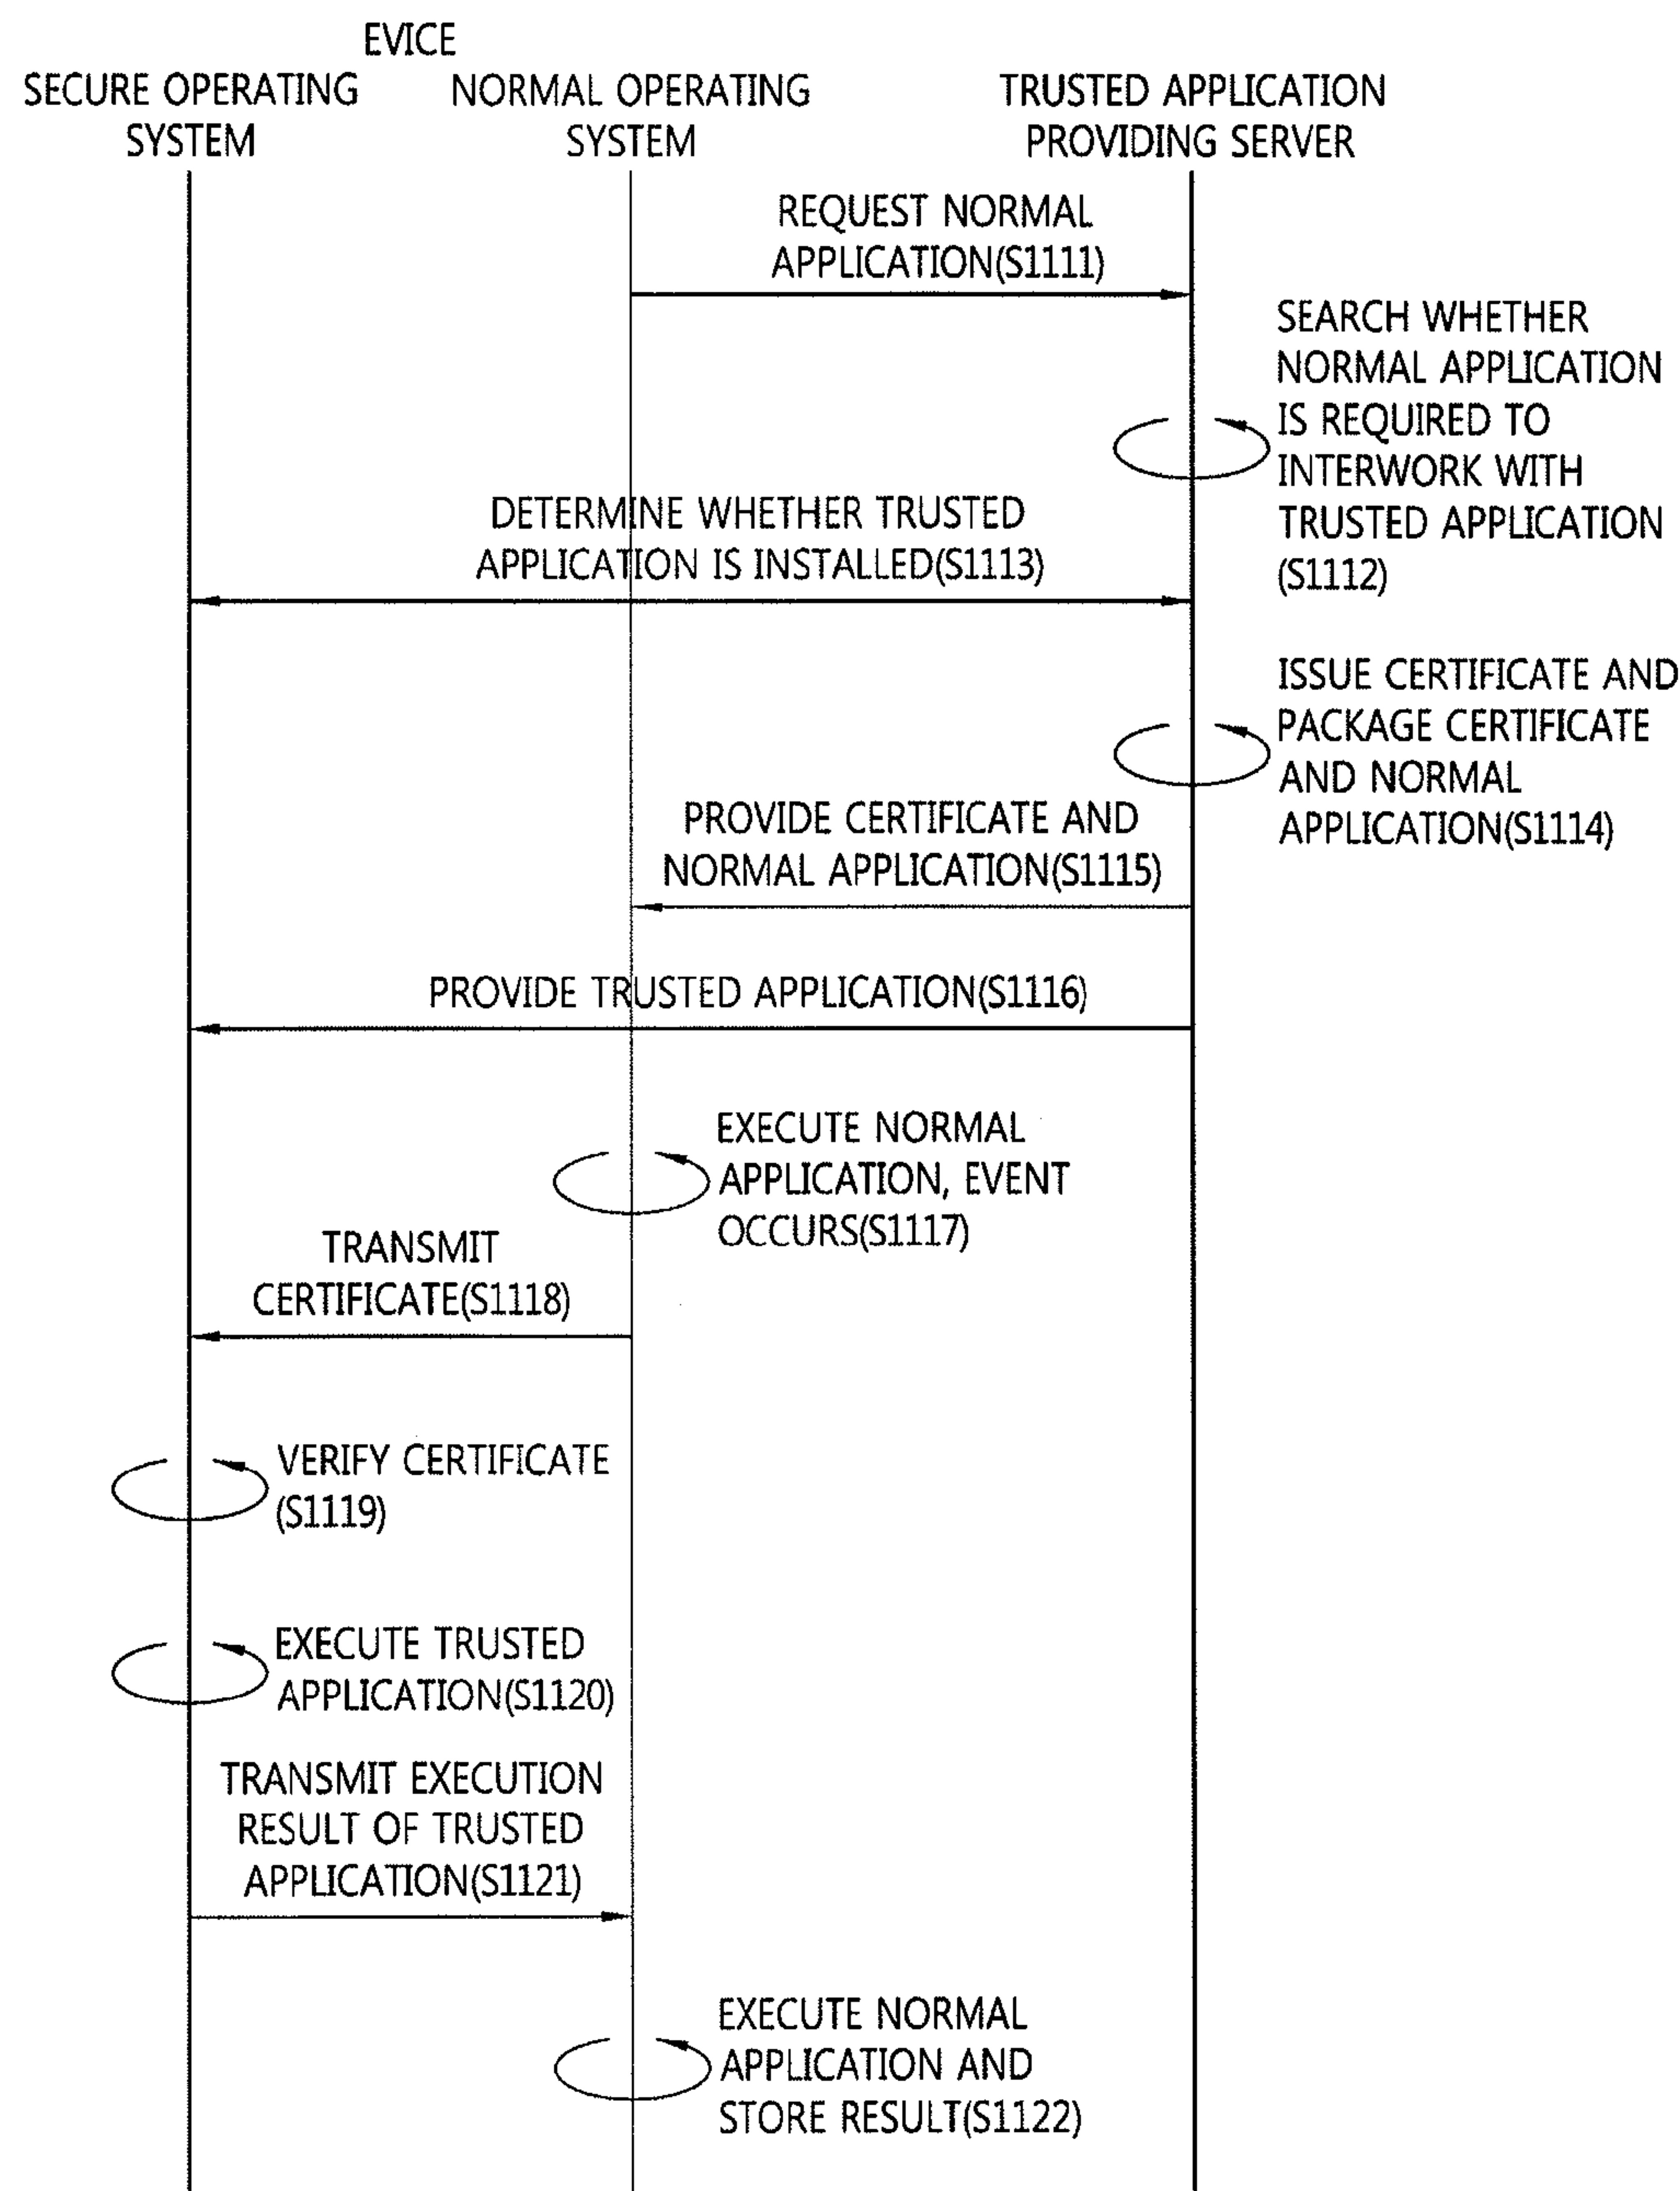 EVICE
SECURE OPERATING
SYSTEM
NORMAL OPERATING
SYSTEM
TRUSTED APPLICATION
PROVIDING SERVER
REQUEST NORMAL
APPLICATION(S1111)
SEARCH WHETHER
NORMAL APPLICATION
IS REQUIRED TO
INTERWORK WITH
TRUSTED APPLICATION
(S1112)
DETERMINE WHETHER TRUSTED
APPLICATION IS INSTALLED(S1113)
ISSUE CERTIFICATE AND
PACKAGE CERTIFICATE
AND NORMAL
APPLICATION(S1114)
PROVIDE CERTIFICATE AND
NORMAL APPLICATION(S1115)
PROVIDE TRUSTED APPLICATION(S1116)
EXECUTE NORMAL
APPLICATION, EVENT
OCCURS(S1117)
TRANSMIT
CERTIFICATE(S1118)
VERIFY CERTIFICATE
(S1119)
EXECUTE TRUSTED
APPLICATION(S1120)
TRANSMIT EXECUTION
RESULT OF TRUSTED
APPLICATION(S1121)
EXECUTE NORMAL
APPLICATION AND
STORE RESULT(S1122)